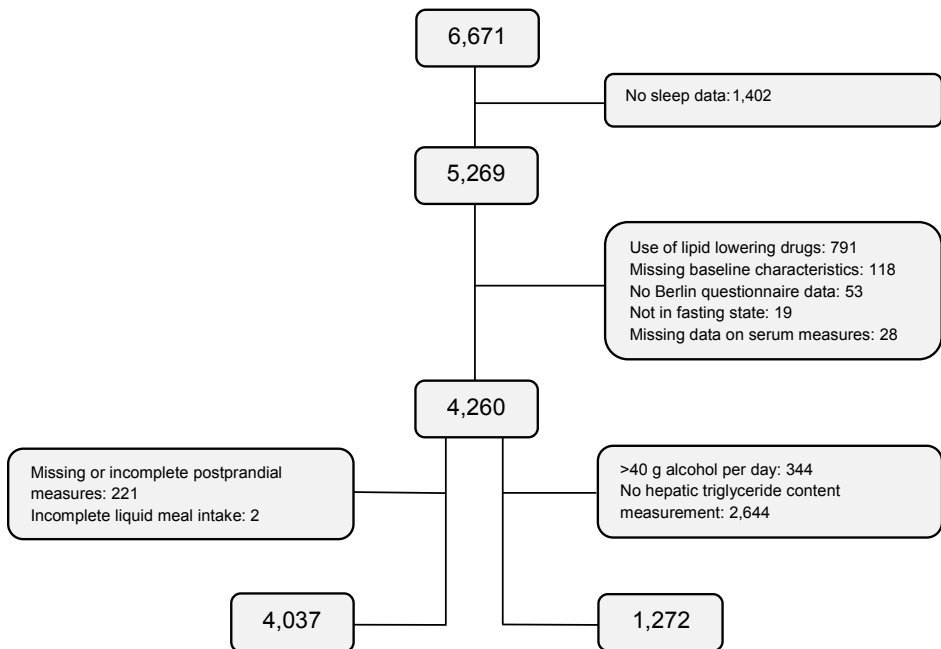 6,671
No sleep data: 1,402
5,269
Use of lipid lowering drugs: 791
Missing baseline characteristics: 118
No Berlin questionnaire data: 53
Not in fasting state: 19
Missing data on serum measures: 28
4,260
Missing or incomplete postprandial
measures: 221
Incomplete liquid meal intake: 2
>40 g alcohol per day: 344
No hepatic triglyceride content
measurement: 2,644
4,037
1,272